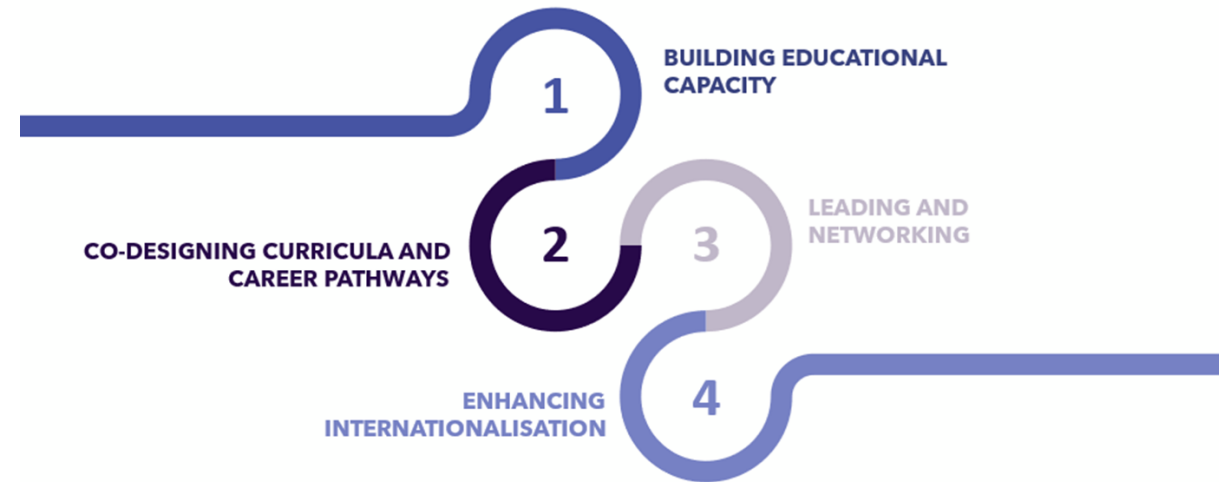 1
BUILDING EDUCATIONAL
CAPACITY
2
CO-DESIGNING CURRICULA AND
CAREER PATHWAYS
3
LEADING AND
NETWORKING
4
ENHANCING
INTERNATIONALISATION